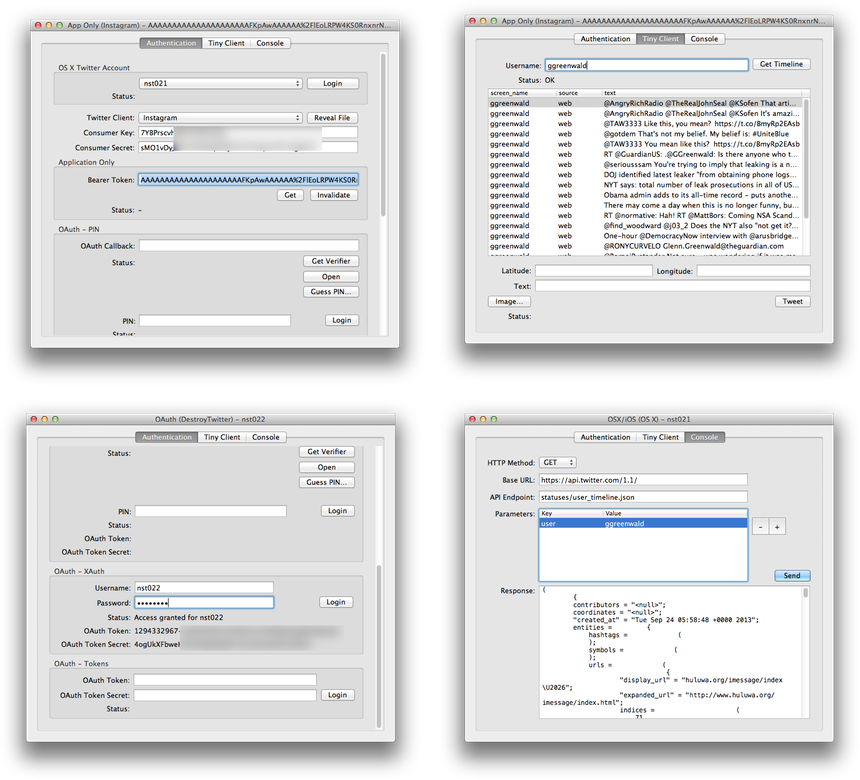 App Only (Instagram) – AAAAAAAAAAAAAAAAAAAAAFKpAwAAAAAA%2FlEoLRPW4KS0RnxnrN...
Authentication Tiny Client Console
OS X Twitter Account
nst021 Login
Status:
Twitter Client: Instagram Reveal File
Consumer Key: 7YBPrscvh
Consumer Secret: sMO1vDy
Application Only
Bearer Token: AAAAAAAAAAAAAAAAAAAAAFKpAwAAAAAA%2FlEoLRPW4KS0R
Get Invalidate
Status: –
OAuth – PIN
OAuth Callback:
Status: Get Verifier
Open
Guess PIN...
PIN: Login
Status:
App Only (Instagram) – AAAAAAAAAAAAAAAAAAAAAFKpAwAAAAAA%2FlEoLRPW4KS0RnxnrN...
Authentication Tiny Client Console
Username: ggreenwald Get Timeline
Status: OK
screen_name source text
ggreenwald web @AngryRichRadio @TheRealJohnSeal @KSofen That arti...
ggreenwald web @AngryRichRadio @TheRealJohnSeal @KSofen It's amazi...
ggreenwald web @TAW3333 Like this, you mean? https://t.co/8myRp2EAsb
ggreenwald web @gotdem That's not my belief. My belief is: #UniteBlue
ggreenwald web @TAW3333 You mean like this? https://t.co/8myRp2EAsb
ggreenwald web RT @GuardianUS: .@GGreenwald: Is there anyone who t...
ggreenwald web @seriousssam You're trying to imply that leaking is a n...
ggreenwald web DOJ identified latest leaker "from obtaining phone logs...
ggreenwald web NYT says: total number of leak prosecutions in all of US...
ggreenwald web Obama admin adds to its all-time record – puts anothe...
ggreenwald web There may come a day when this is no longer funny, bu...
ggreenwald web RT @normative: Hah! RT @MattBors: Coming NSA Scand...
ggreenwald web @find_woodward @j03_2 Does the NYT also "not get it?...
ggreenwald web One-hour @DemocracyNow interview with @arusbridge...
ggreenwald web @RONYCURVELO Glenn.Greenwald@theguardian.com
ggreenwald web
Latitude: Longitude:
Text:
Image... Tweet
Status:
OAuth (DestroyTwitter) – nst022
Authentication Tiny Client Console
Status: Get Verifier
Open
Guess PIN...
PIN: Login
Status:
OAuth Token:
OAuth Token Secret:
OAuth – XAuth
Username: nst022
Password: •••••••• Login
Status: Access granted for nst022
OAuth Token: 1294332967-
OAuth Token Secret: 4ogUkXFbwel
OAuth – Tokens
OAuth Token:
OAuth Token Secret: Login
Status:
OSX/iOS (OS X) – nst021
Authentication Tiny Client Console
HTTP Method: GET
Base URL: https://api.twitter.com/1.1/
API Endpoint: statuses/user_timeline.json
Parameters: Key Value
user ggreenwald
– +
Send
Response: (
{
contributors = "<null>";
coordinates = "<null>";
"created_at" = "Tue Sep 24 05:58:48 +0000 2013";
entities = {
hashtags = (
);
symbols = (
);
urls = (
{
"display_url" = "huluwa.org/imessage/index
\U2026";
"expanded_url" = "http://www.huluwa.org/
imessage/index.html";
indices = (
71,